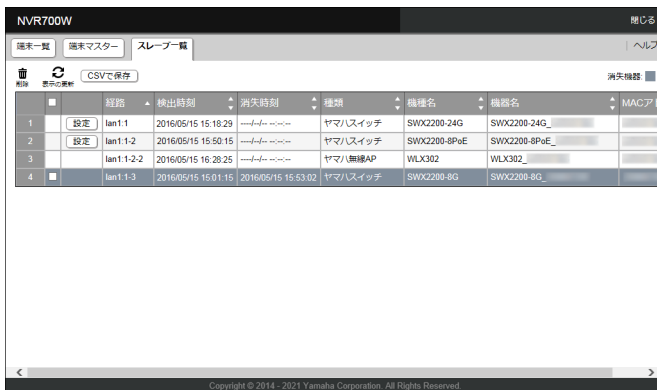 NVR700W 閉じる
端末一覧 端末マスター スレーブ一覧 ヘルプ
削除 表示の更新 CSVで保存 消失機器:
経路 検出時刻 消失時刻 種類 機種名 機器名 MACアド
1 設定 lan1:1 2016/05/15 15:18:29 ----/--/-- --:--:-- ヤマハスイッチ SWX2200-24G SWX2200-24G_
2 設定 lan1:1-2 2016/05/15 15:50:15 ----/--/-- --:--:-- ヤマハスイッチ SWX2200-8PoE SWX2200-8PoE_
3 lan1:1-2-2 2016/05/15 16:28:25 ----/--/-- --:--:-- ヤマハ無線AP WLX302 WLX302_
4 lan1:1-3 2016/05/15 15:01:15 2016/05/15 15:53:02 ヤマハスイッチ SWX2200-8G SWX2200-8G_
Copyright © 2014 - 2021 Yamaha Corporation. All Rights Reserved.